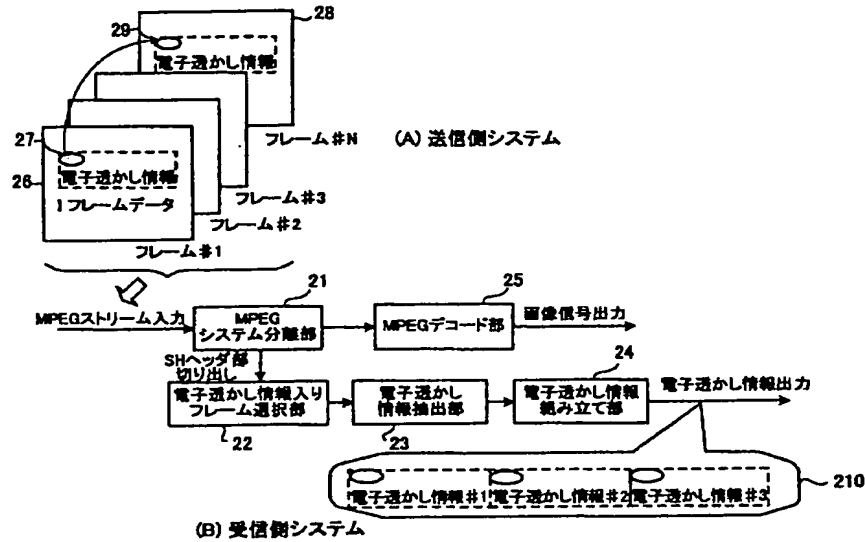 29
28
電子透かし情報
フレーム#N
(A) 送信側システム
27
26
電子透かし情報
I フレームデータ
フレーム#3
フレーム#2
フレーム#1
21
25
MPEGストリーム入力
MPEG
システム分離部
MPEGデコード部
画像信号出力
SHヘッダ部
切り出し
24
電子透かし情報入り
フレーム選択部
電子透かし
情報抽出部
電子透かし情報
組み立て部
電子透かし情報出力
22
23
電子透かし情報#1
電子透かし情報#2
電子透かし情報#3
210
(B) 受信側システム